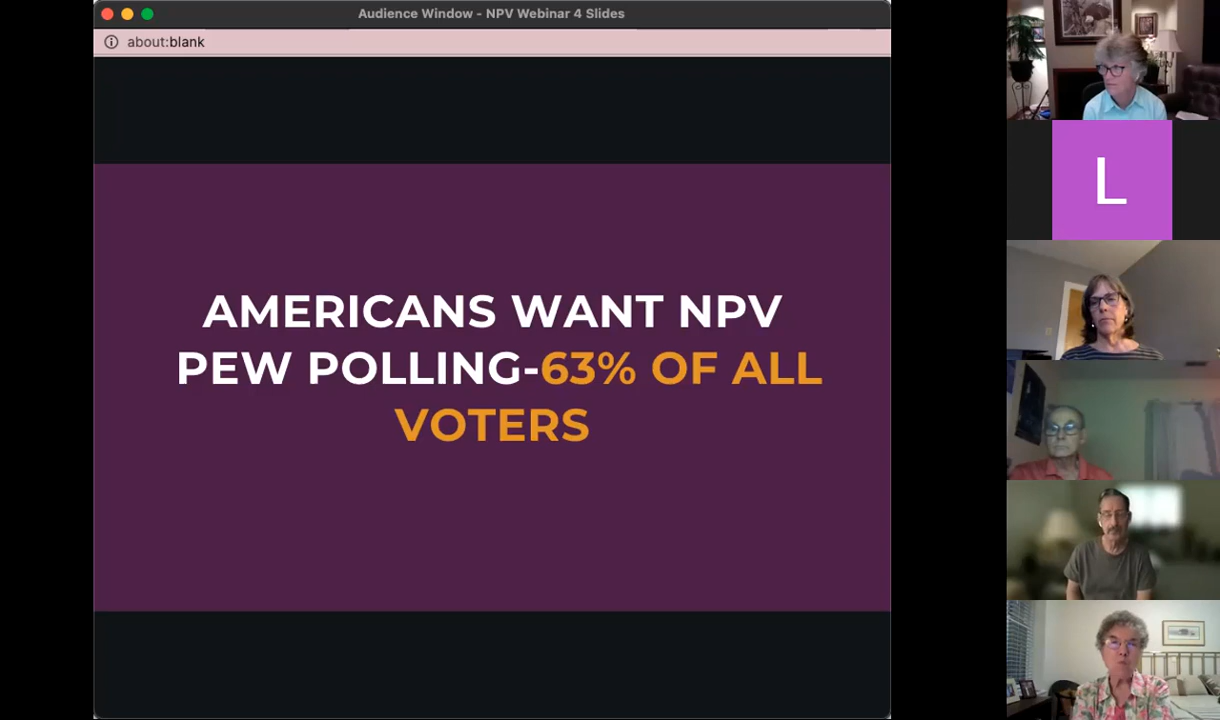 Audience Window - NPV Webinar 4 Slides
about:blank
AMERICANS WANT NPV
PEW POLLING-63% OF ALL
VOTERS
L